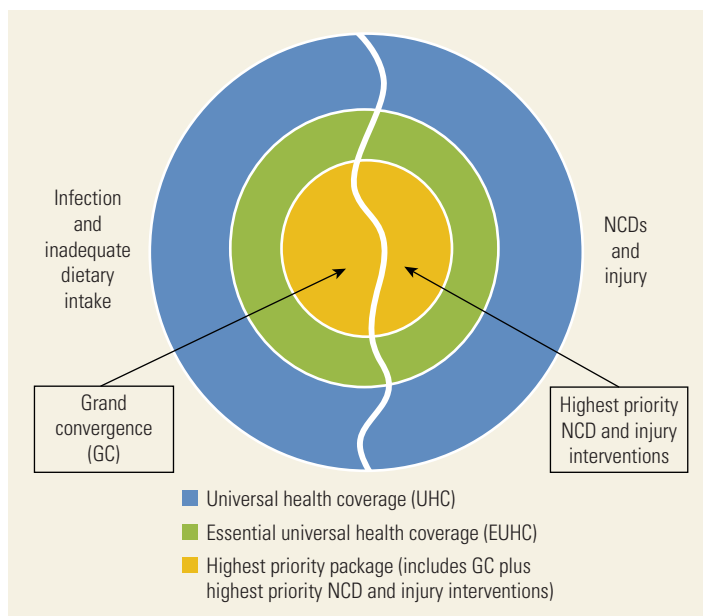 Infection
and
inadequate
dietary
intake
NCDs
and
injury
Grand
convergence
(GC)
Highest priority
NCD and injury
interventions
Universal health coverage (UHC)
Essential universal health coverage (EUHC)
Highest priority package (includes GC plus
highest priority NCD and injury interventions)